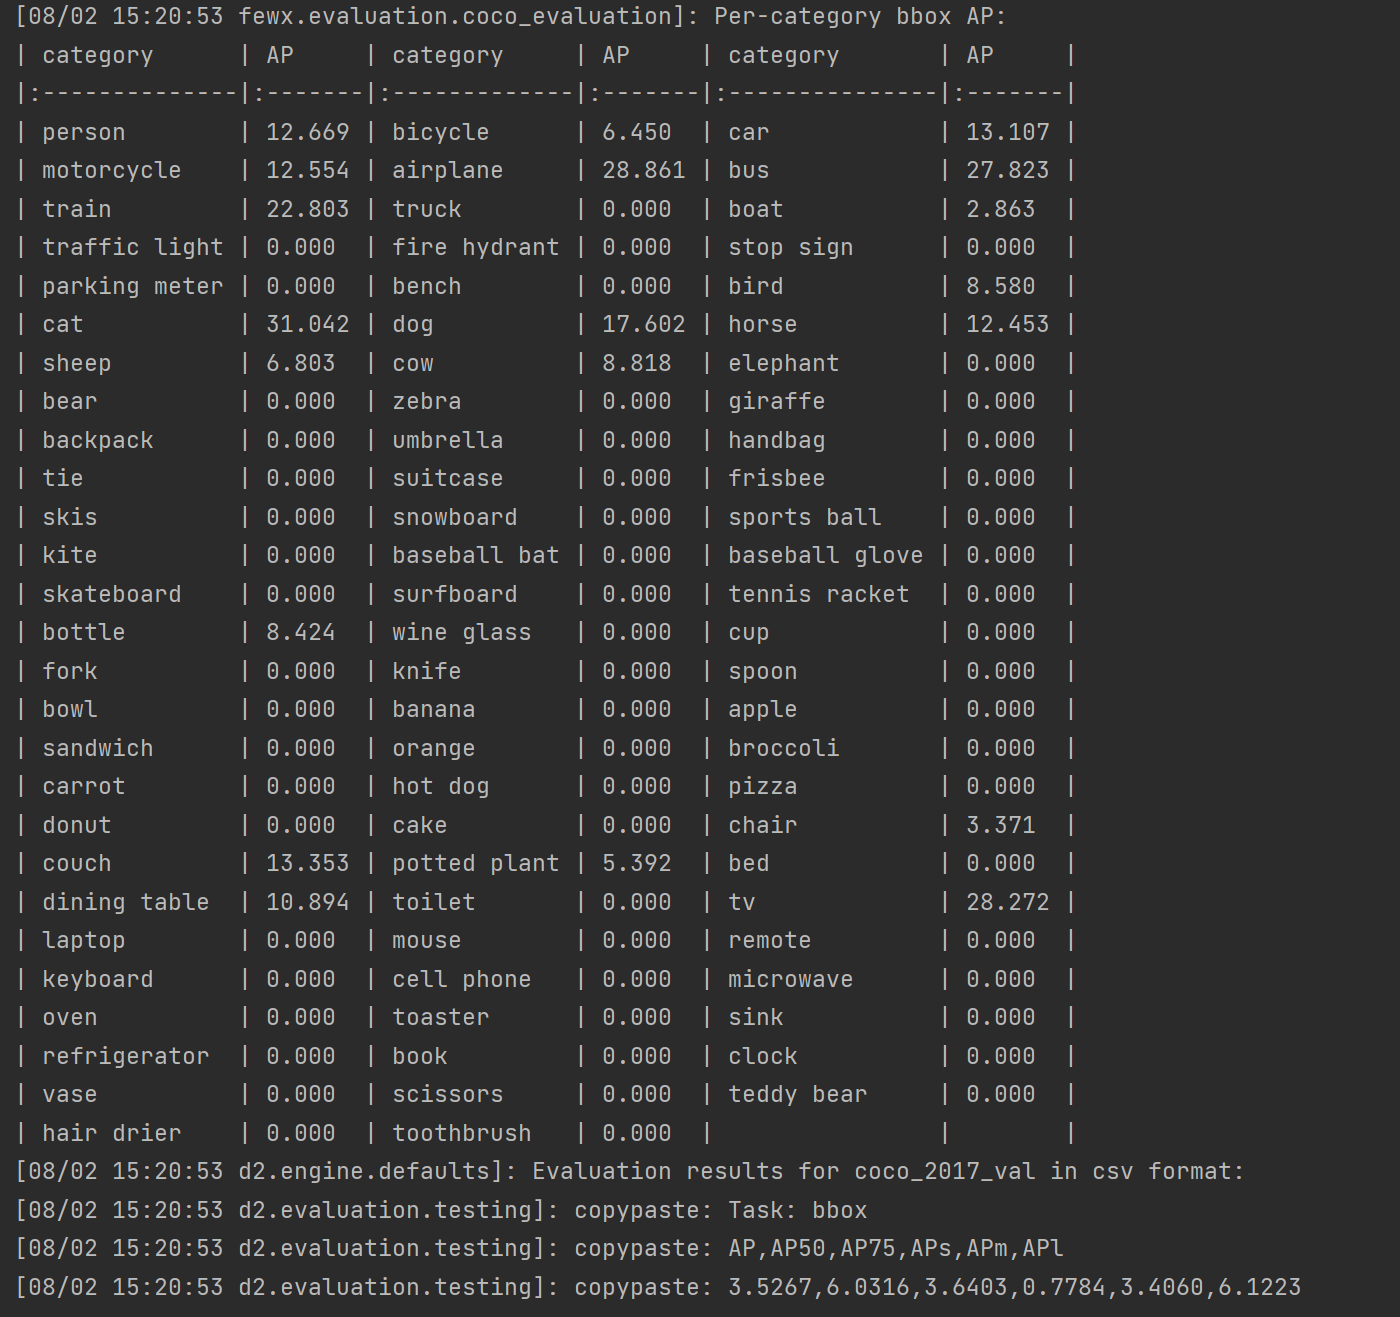 [08/02 15:20:53 fewx.evaluation.coco_evaluation]: Per-category bbox AP:
| category      | AP     | category     | AP     | category       | AP     |
|:--------------|:-------|:-------------|:-------|:---------------|:-------|
| person        | 12.669 | bicycle      | 6.450  | car            | 13.107 |
| motorcycle    | 12.554 | airplane     | 28.861 | bus            | 27.823 |
| train         | 22.803 | truck        | 0.000  | boat           | 2.863  |
| traffic light | 0.000  | fire hydrant | 0.000  | stop sign      | 0.000  |
| parking meter | 0.000  | bench        | 0.000  | bird           | 8.580  |
| cat           | 31.042 | dog          | 17.602 | horse          | 12.453 |
| sheep         | 6.803  | cow          | 8.818  | elephant       | 0.000  |
| bear          | 0.000  | zebra        | 0.000  | giraffe        | 0.000  |
| backpack      | 0.000  | umbrella     | 0.000  | handbag        | 0.000  |
| tie           | 0.000  | suitcase     | 0.000  | frisbee        | 0.000  |
| skis          | 0.000  | snowboard    | 0.000  | sports ball    | 0.000  |
| kite          | 0.000  | baseball bat | 0.000  | baseball glove | 0.000  |
| skateboard    | 0.000  | surfboard    | 0.000  | tennis racket  | 0.000  |
| bottle        | 8.424  | wine glass   | 0.000  | cup            | 0.000  |
| fork          | 0.000  | knife        | 0.000  | spoon          | 0.000  |
| bowl          | 0.000  | banana       | 0.000  | apple          | 0.000  |
| sandwich      | 0.000  | orange       | 0.000  | broccoli       | 0.000  |
| carrot        | 0.000  | hot dog      | 0.000  | pizza          | 0.000  |
| donut         | 0.000  | cake         | 0.000  | chair          | 3.371  |
| couch         | 13.353 | potted plant | 5.392  | bed            | 0.000  |
| dining table  | 10.894 | toilet       | 0.000  | tv             | 28.272 |
| laptop        | 0.000  | mouse        | 0.000  | remote         | 0.000  |
| keyboard      | 0.000  | cell phone   | 0.000  | microwave      | 0.000  |
| oven          | 0.000  | toaster      | 0.000  | sink           | 0.000  |
| refrigerator  | 0.000  | book         | 0.000  | clock          | 0.000  |
| vase          | 0.000  | scissors     | 0.000  | teddy bear     | 0.000  |
| hair drier    | 0.000  | toothbrush   | 0.000  |                |        |
[08/02 15:20:53 d2.engine.defaults]: Evaluation results for coco_2017_val in csv format:
[08/02 15:20:53 d2.evaluation.testing]: copypaste: Task: bbox
[08/02 15:20:53 d2.evaluation.testing]: copypaste: AP,AP50,AP75,APs,APm,APl
[08/02 15:20:53 d2.evaluation.testing]: copypaste: 3.5267,6.0316,3.6403,0.7784,3.4060,6.1223